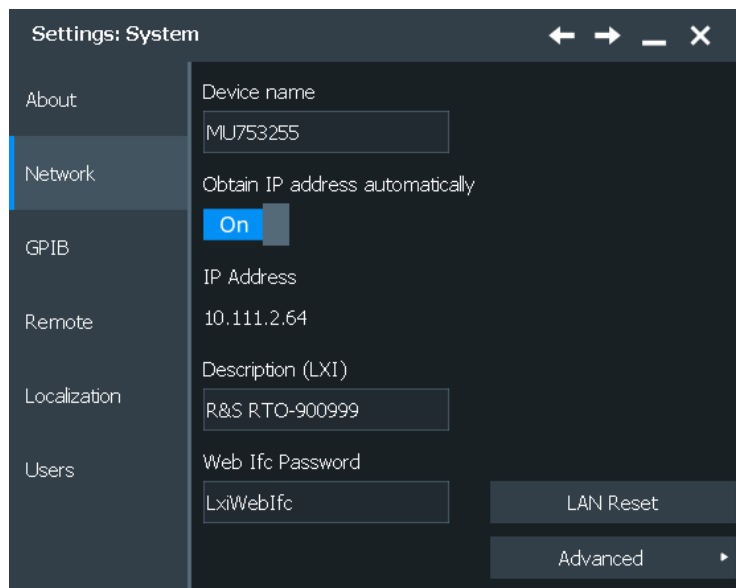 Settings: System
About
Network
GPIB
Remote
Localization
Users
Device name
MU753255
Obtain IP address automatically
On
IP Address
10.111.2.64
Description (LXI)
R&S RTO-900999
Web Ifc Password
LxiWebIfc
LAN Reset
Advanced